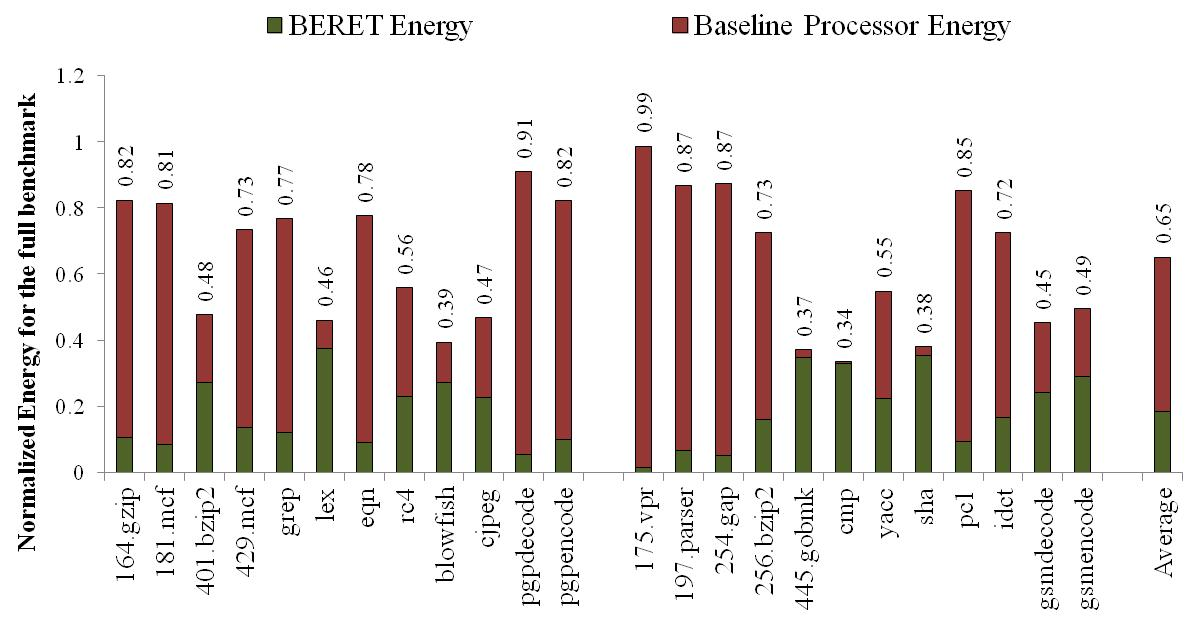 BERET Energy
Baseline Processor Energy
Normalized Energy for the full benchmark
1.2
1
0.8
0.6
0.4
0.2
0
0.82
0.81
0.48
0.73
0.77
0.46
0.78
0.56
0.39
0.47
0.91
0.82
0.99
0.87
0.87
0.73
0.37
0.34
0.55
0.38
0.85
0.72
0.45
0.49
0.65
164.gzip
181.mcf
401.bzip2
429.mcf
grep
lex
eqn
rc4
blowfish
cjpeg
pgpdecode
pgpencode
175.vpr
197.parser
254.gap
256.bzip2
445.gobmk
cmp
yacc
sha
pc1
idct
gsmdecode
gsmencode
Average